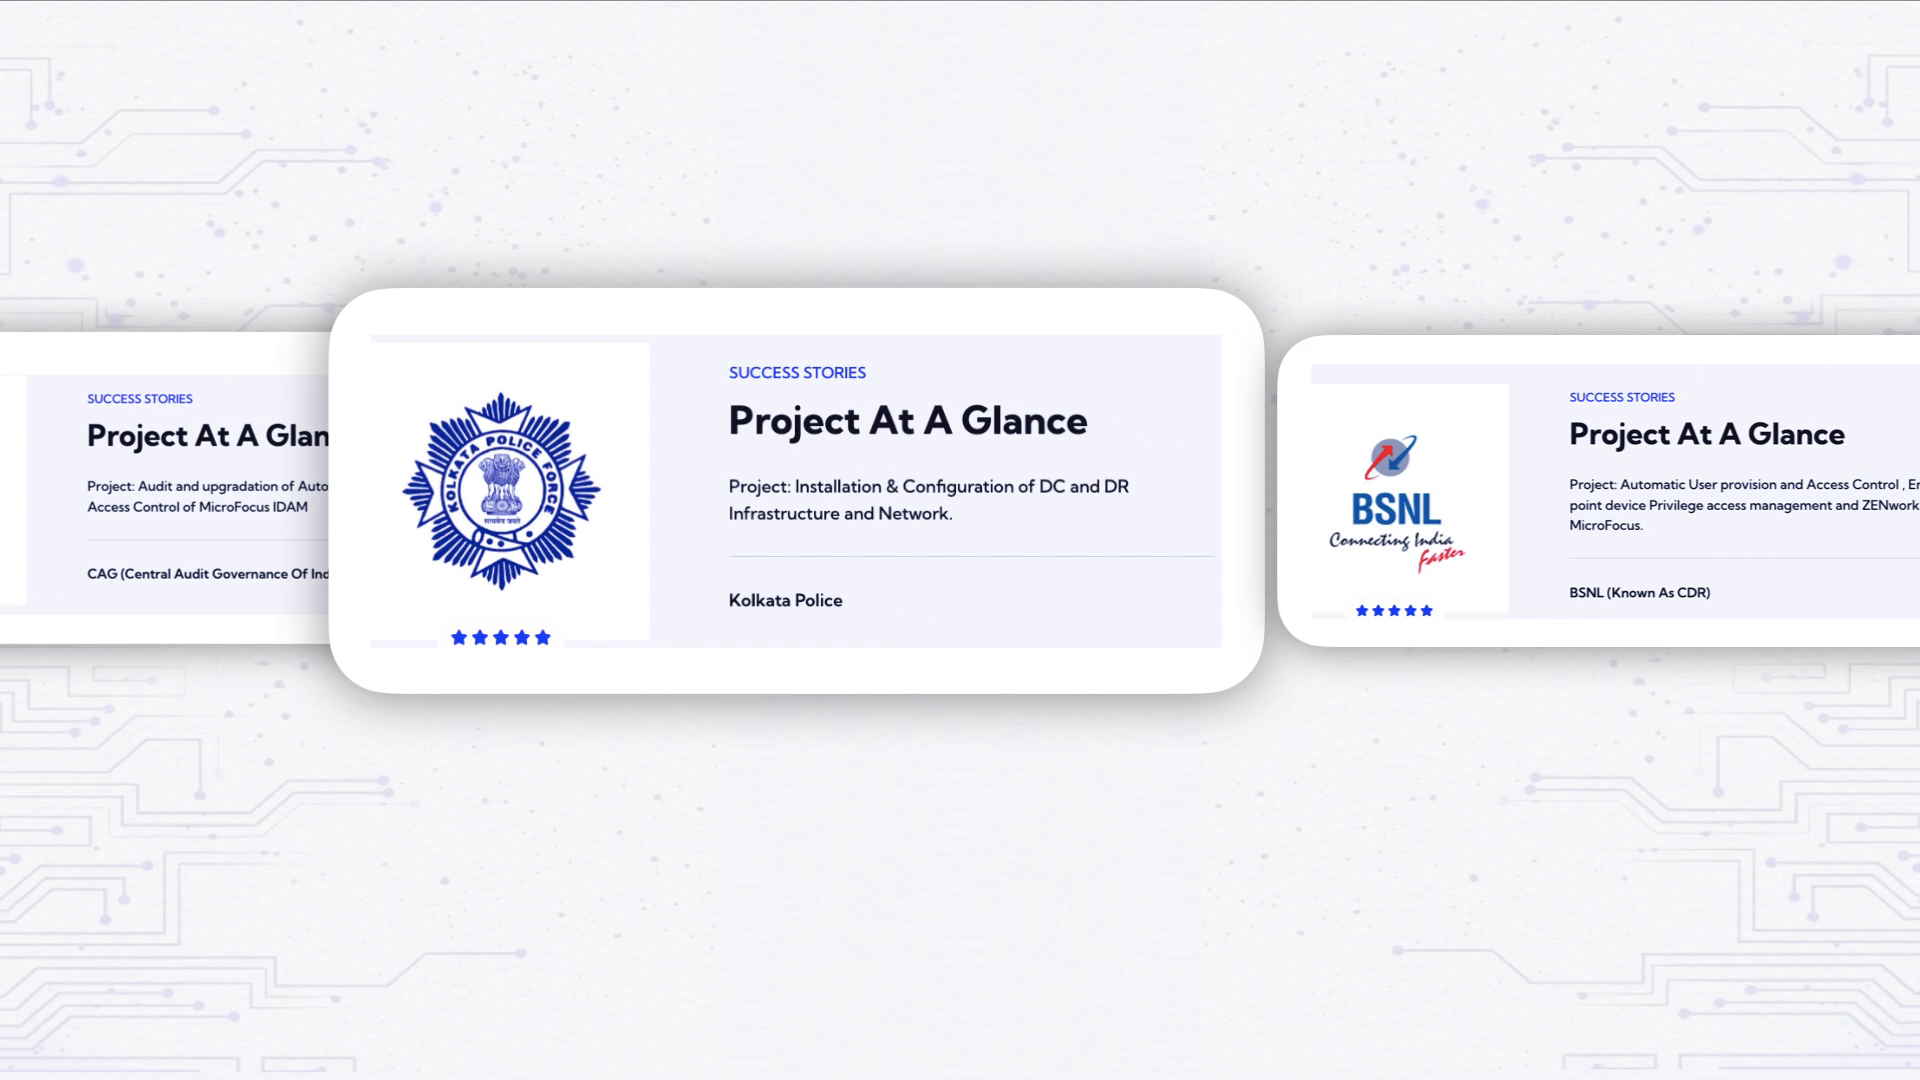 SUCCESS STORIES
Project At A Glan
Project: Audit and upgradation of Auto
Access Control of MicroFocus IDAM
CAG (Central Audit Governance Of Ind
KOLKATA POLICE FORCE
सत्यमेव जयते
SUCCESS STORIES
Project At A Glance
Project: Installation & Configuration of DC and DR
Infrastructure and Network.
Kolkata Police
BSNL
Connecting India
Faster
SUCCESS STORIES
Project At A Glance
Project: Automatic User provision and Access Control , En
point device Privilege access management and ZENwork
MicroFocus.
BSNL (Known As CDR)